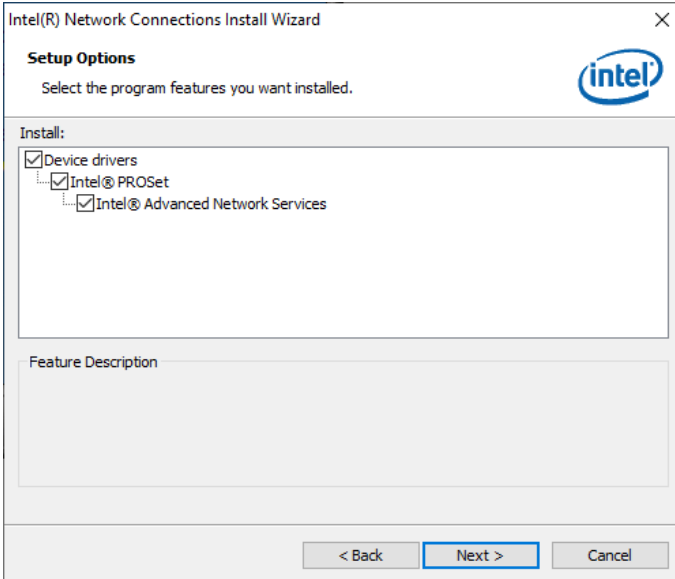 Intel(R) Network Connections Install Wizard
Setup Options
Select the program features you want installed.
intel
Install:
Device drivers
Intel® PROSet
Intel® Advanced Network Services
Feature Description
< Back
Next >
Cancel